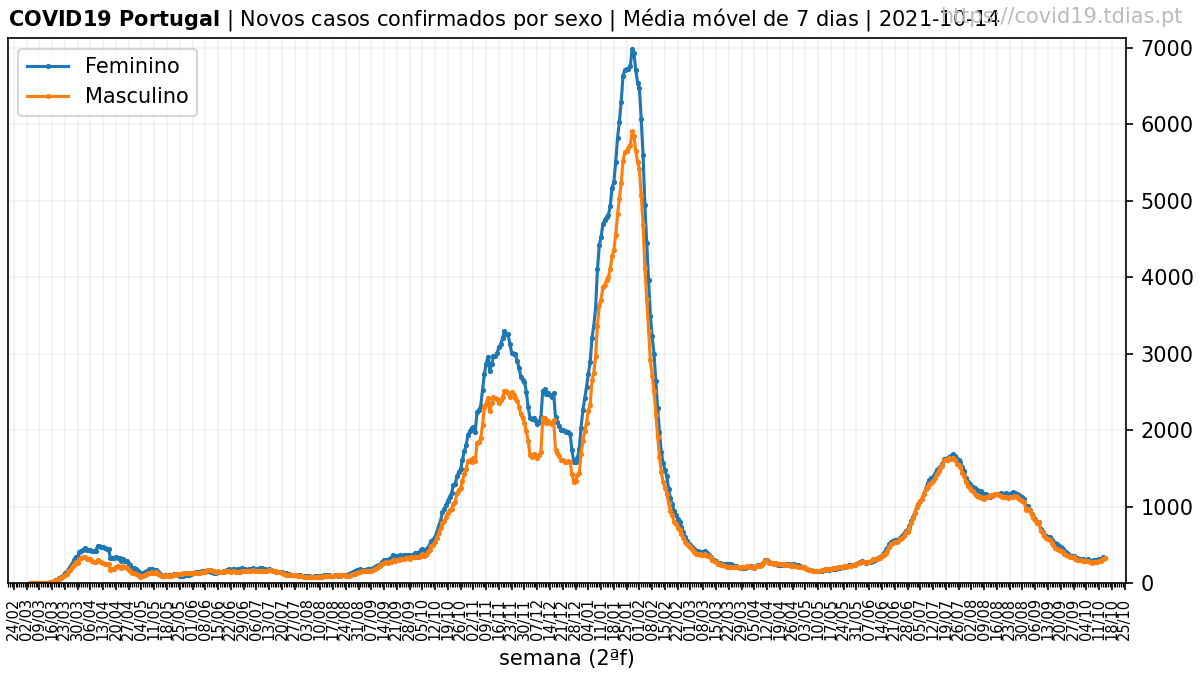 COVID19 Portugal | Novos casos confirmados por sexo | Média móvel de 7 dias | 2021-10-14
https://covid19.tdias.pt
Feminino
Masculino
7000
6000
5000
4000
3000
2000
1000
0
24/02 02/03 09/03 16/03 23/03 30/03 06/04 13/04 20/04 27/04 04/05 11/05 18/05 25/05 01/06 08/06 15/06 22/06 29/06 06/07 13/07 20/07 27/07 03/08 10/08 17/08 24/08 31/08 07/09 14/09 21/09 28/09 05/10 12/10 19/10 26/10 02/11 09/11 16/11 23/11 30/11 07/12 14/12 21/12 28/12 04/01 11/01 18/01 25/01 01/02 08/02 15/02 22/02 01/03 08/03 15/03 22/03 29/03 05/04 12/04 19/04 26/04 03/05 10/05 17/05 24/05 31/05 07/06 14/06 21/06 28/06 05/07 12/07 19/07 26/07 02/08 09/08 16/08 23/08 30/08 06/09 13/09 20/09 27/09 04/10 11/10 18/10 25/10
semana (2ªf)